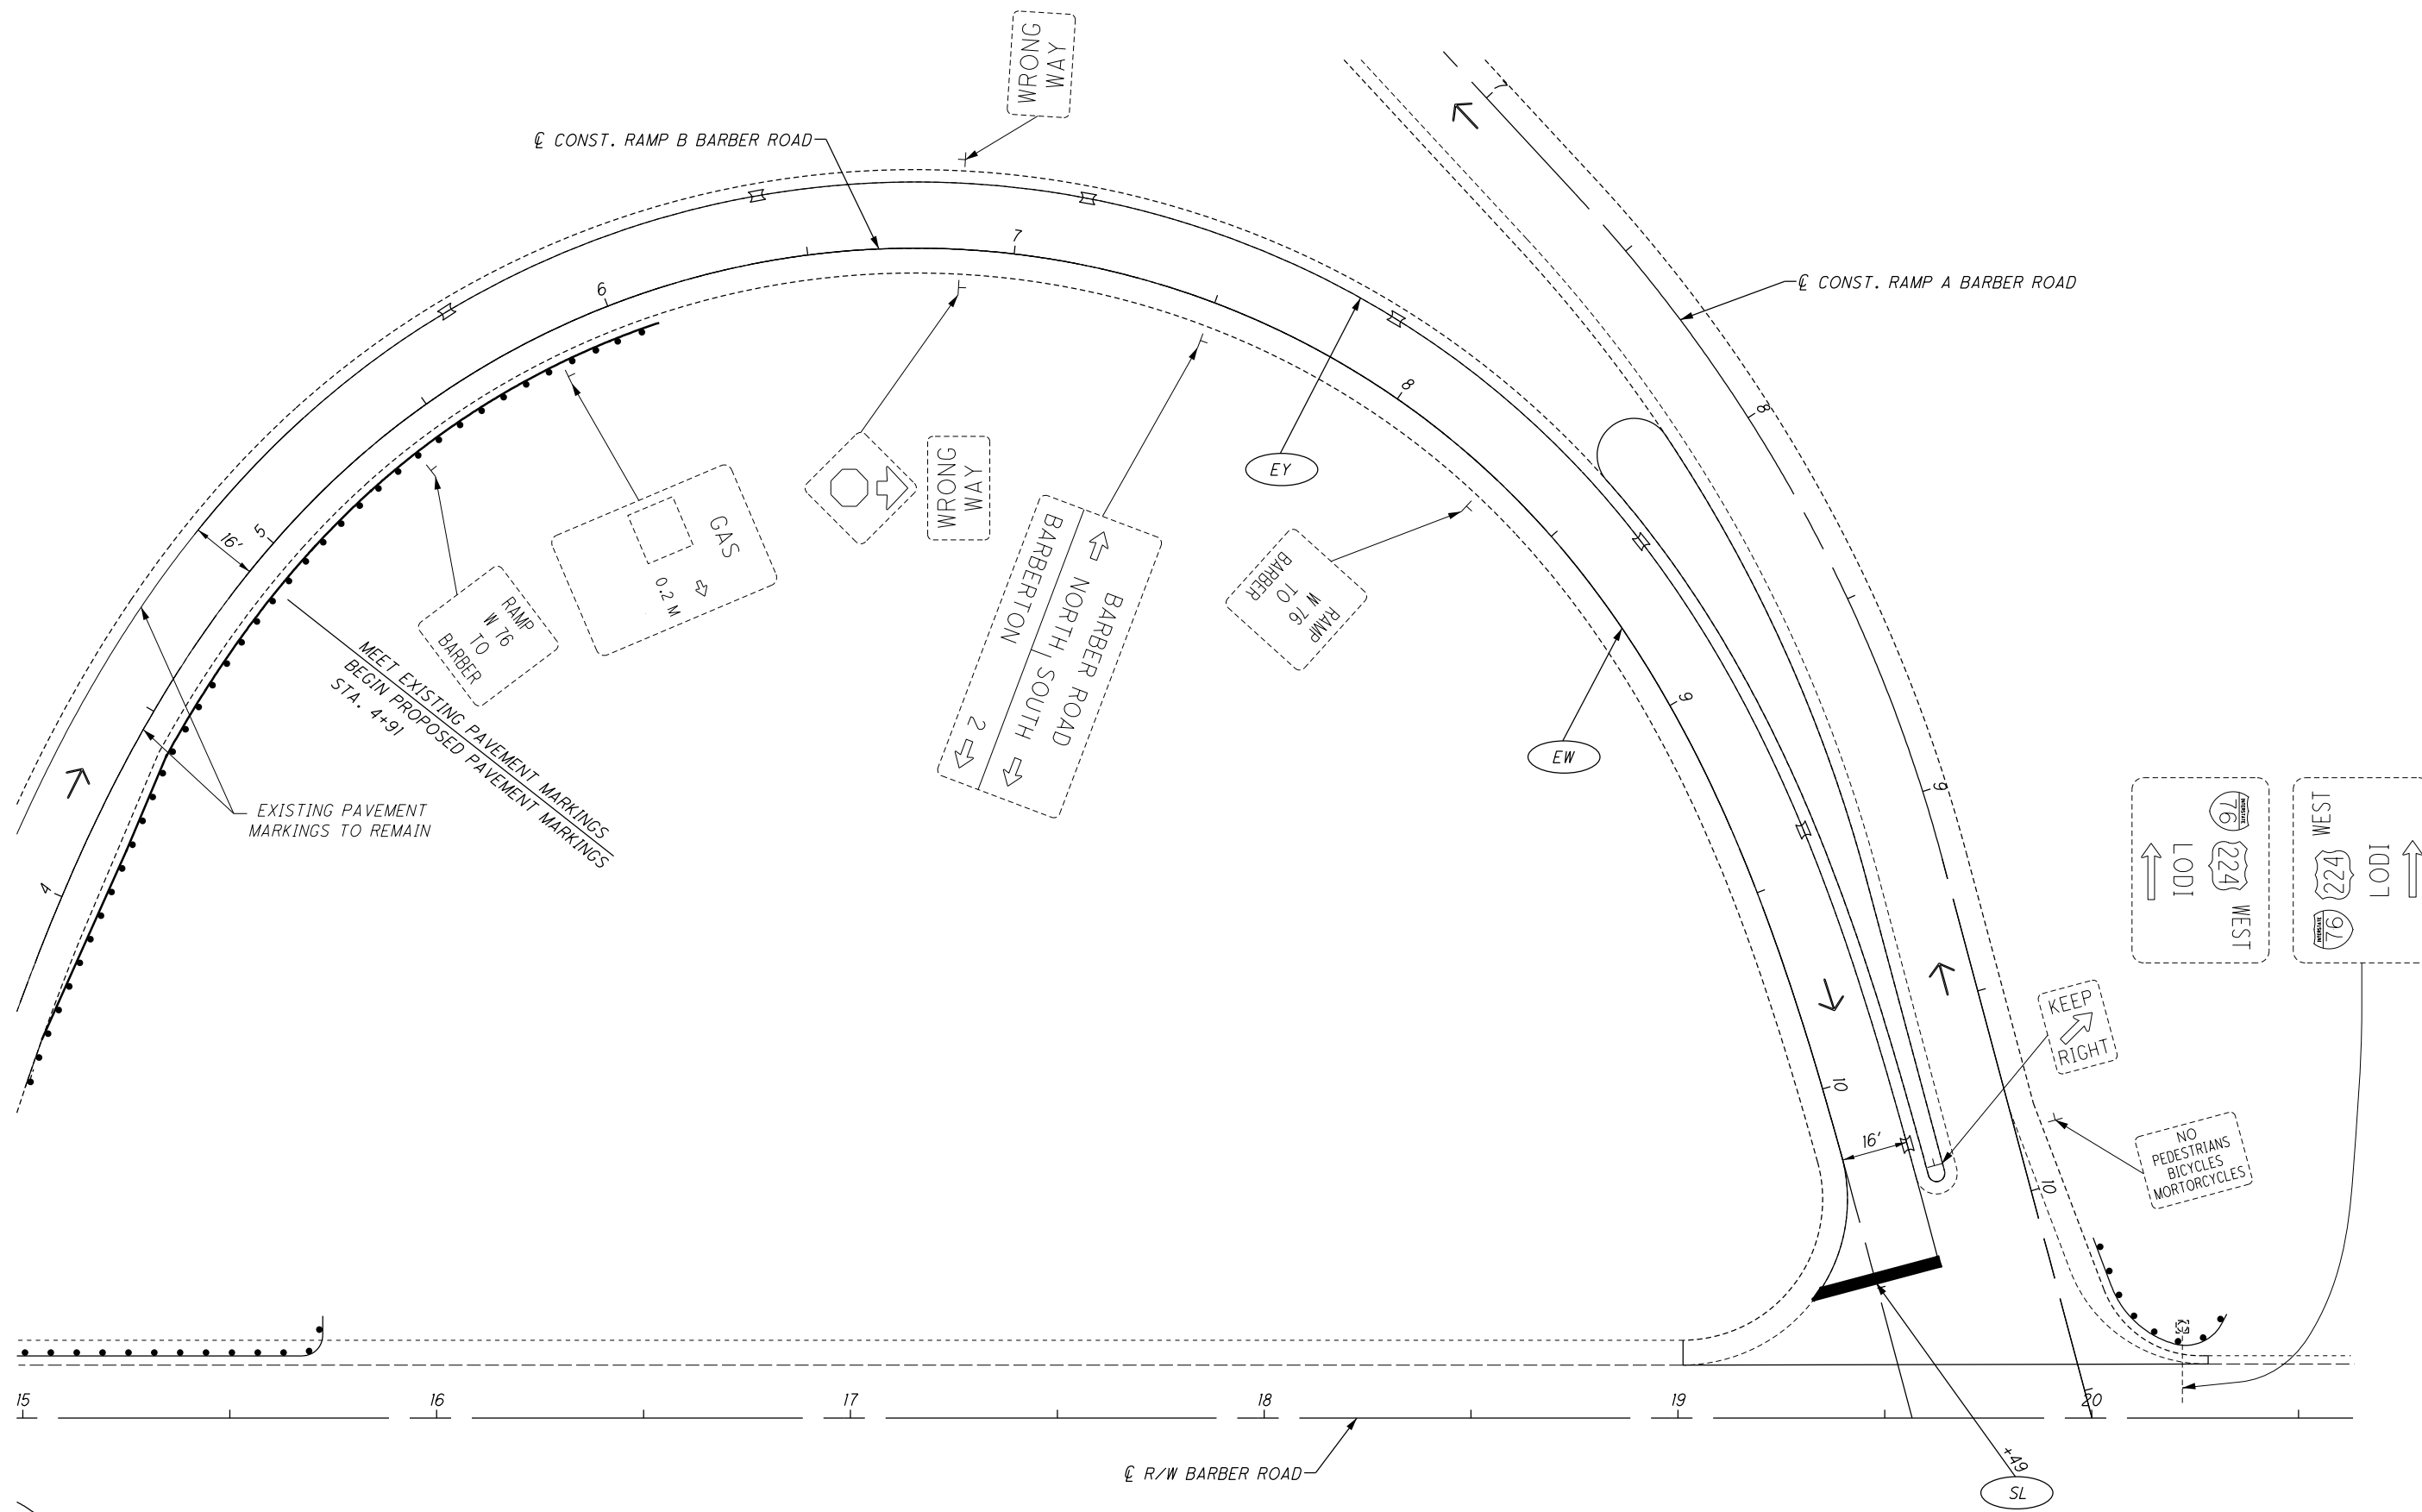 WRONG
WAY
℄ CONST. RAMP B BARBER ROAD
7
℄ CONST. RAMP A BARBER ROAD
7
6
8
8
EY
5
16'
GAS
0.2 M
WRONG
WAY
BARBER ROAD
NORTH SOUTH
BARBERTON 2
RAMP
W 76
TO
BARBER
RAMP
W 76
TO
BARBER
MEET EXISTING PAVEMENT MARKINGS
BEGIN PROPOSED PAVEMENT MARKINGS
STA. 4+91
9
EW
9
EXISTING PAVEMENT
MARKINGS TO REMAIN
4
INTERSTATE
76 224 WEST
LODI
WEST 224 76
INTERSTATE
LODI
KEEP
RIGHT
10
16'
NO
PEDESTRIANS
BICYCLES
MORTORCYCLES
10
15 16 17 18 19 20
℄ R/W BARBER ROAD
+49
SL